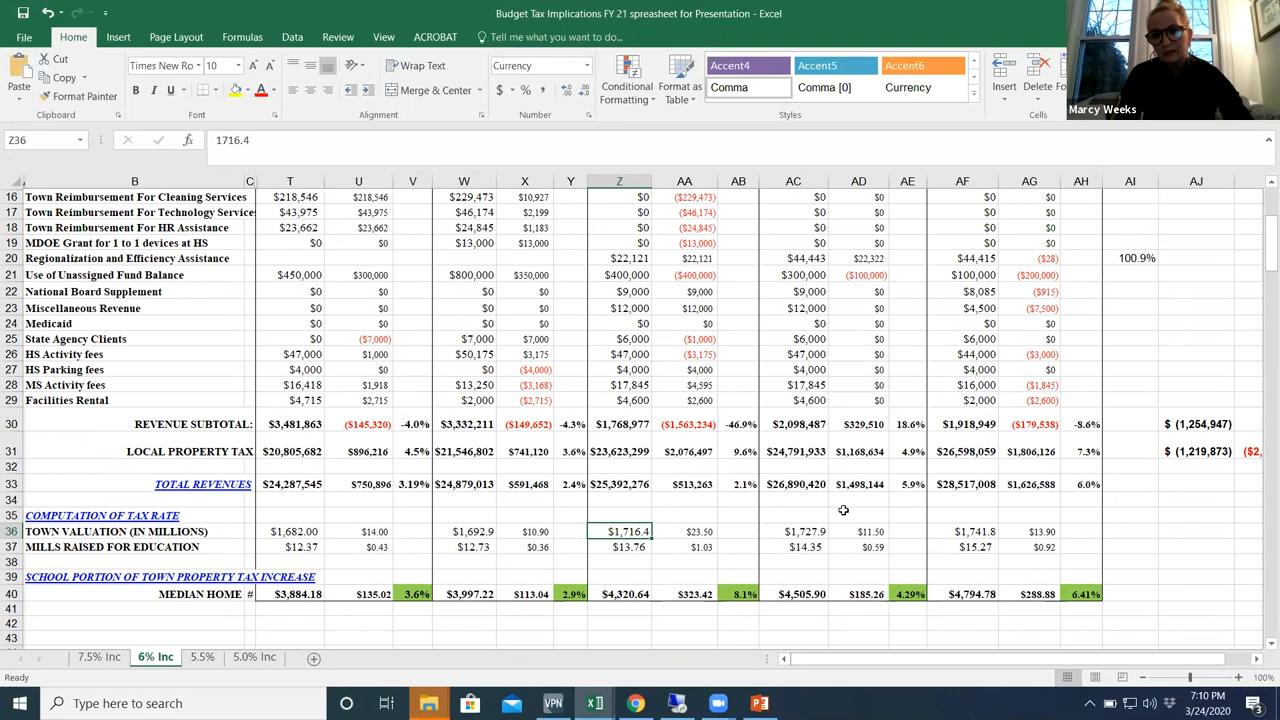 Budget Tax Implications FY 21 spreasheet for Presentation - Excel
File Home Insert Page Layout Formulas Data Review View ACROBAT Tell me what you want to do...
Paste Cut Copy Format Painter Clipboard
Times New Ro 10 B I U A Font
Wrap Text Merge & Center Alignment
Currency $ % , Number
Conditional Formatting Format as Table
Accent4 Accent5 Accent6
Comma Comma [0] Currency
Styles
Insert Delete Fo
Cells
Marcy Weeks
Z36 fx 1716.4
B C T U V W X Y Z AA AB AC AD AE AF AG AH AI AJ
16 Town Reimbursement For Cleaning Services $218,546 $218,546 $229,473 $10,927 $0 ($229,473) $0 $0 $0 $0
17 Town Reimbursement For Technology Service $43,975 $43,975 $46,174 $2,199 $0 ($46,174) $0 $0 $0 $0
18 Town Reimbursement For HR Assistance $23,662 $23,662 $24,845 $1,183 $0 ($24,845) $0 $0 $0 $0
19 MDOE Grant for 1 to 1 devices at HS $0 $0 $13,000 $13,000 $0 ($13,000) $0 $0 $0 $0
20 Regionalization and Efficiency Assistance $22,121 $22,121 $44,443 $22,322 $44,415 ($28) 100.9%
21 Use of Unassigned Fund Balance $450,000 $300,000 $800,000 $350,000 $400,000 ($400,000) $300,000 ($100,000) $100,000 ($200,000)
22 National Board Supplement $0 $0 $0 $0 $9,000 $9,000 $9,000 $0 $8,085 ($915)
23 Miscellaneous Revenue $0 $0 $0 $0 $12,000 $12,000 $12,000 $0 $4,500 ($7,500)
24 Medicaid $0 $0 $0 $0 $0 $0 $0 $0 $0 $0
25 State Agency Clients $0 ($7,000) $7,000 $7,000 $6,000 ($1,000) $6,000 $0 $6,000 $0
26 HS Activity fees $47,000 $1,000 $50,175 $3,175 $47,000 ($3,175) $47,000 $0 $44,000 ($3,000)
27 HS Parking fees $4,000 $0 $0 ($4,000) $4,000 $4,000 $4,000 $0 $4,000 $0
28 MS Activity fees $16,418 $1,918 $13,250 ($3,168) $17,845 $4,595 $17,845 $0 $16,000 ($1,845)
29 Facilities Rental $4,715 $2,715 $2,000 ($2,715) $4,600 $2,600 $4,600 $0 $2,000 ($2,600)
30 REVENUE SUBTOTAL: $3,481,863 ($145,320) -4.0% $3,332,211 ($149,652) -4.3% $1,768,977 ($1,563,234) -46.9% $2,098,487 $329,510 18.6% $1,918,949 ($179,538) -8.6% $ (1,254,947)
31 LOCAL PROPERTY TAX $20,805,682 $896,216 4.5% $21,546,802 $741,120 3.6% $23,623,299 $2,076,497 9.6% $24,791,933 $1,168,634 4.9% $26,598,059 $1,806,126 7.3% $ (1,219,873) ($2,
32
33 TOTAL REVENUES $24,287,545 $750,896 3.19% $24,879,013 $591,468 2.4% $25,392,276 $513,263 2.1% $26,890,420 $1,498,144 5.9% $28,517,008 $1,626,588 6.0%
34
35 COMPUTATION OF TAX RATE
36 TOWN VALUATION (IN MILLIONS) $1,682.00 $14.00 $1,692.9 $10.90 $1,716.4 $23.50 $1,727.9 $11.50 $1,741.8 $13.90
37 MILLS RAISED FOR EDUCATION $12.37 $0.43 $12.73 $0.36 $13.76 $1.03 $14.35 $0.59 $15.27 $0.92
38
39 SCHOOL PORTION OF TOWN PROPERTY TAX INCREASE
40 MEDIAN HOME # $3,884.18 $135.02 3.6% $3,997.22 $113.04 2.9% $4,320.64 $323.42 8.1% $4,505.90 $185.26 4.29% $4,794.78 $288.88 6.41%
41
42
43
7.5% Inc 6% Inc 5.5% 5.0% Inc
Ready 100%
Type here to search VPN 7:10 PM
3/24/2020 3